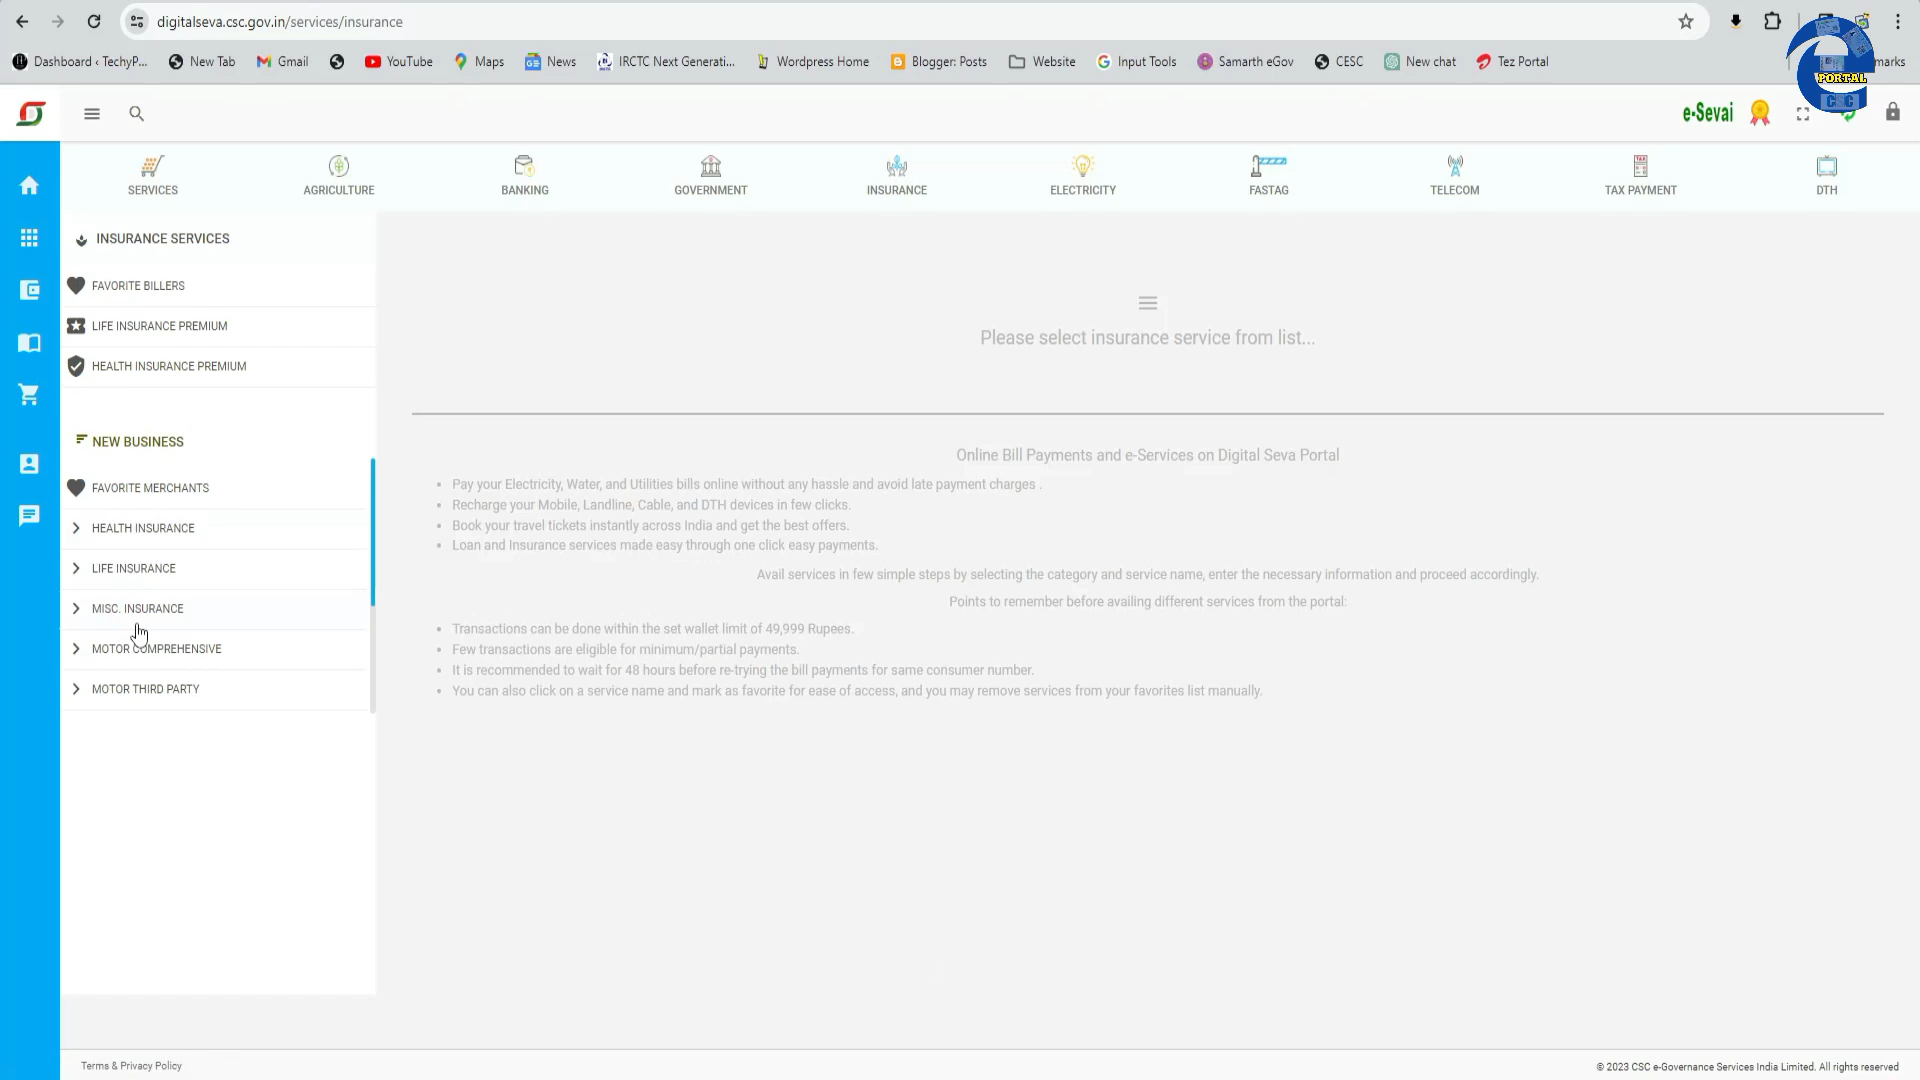 digitalseva.csc.gov.in/services/insurance
Dashboard ‹ TechyP... New Tab Gmail YouTube Maps News IRCTC Next Generati... Wordpress Home Blogger: Posts Website Input Tools Samarth eGov CESC New chat Tez Portal
PORTAL
CSC
e-Sevai
SERVICES AGRICULTURE BANKING GOVERNMENT INSURANCE ELECTRICITY FASTAG TELECOM TAX PAYMENT DTH
INSURANCE SERVICES
FAVORITE BILLERS
LIFE INSURANCE PREMIUM
HEALTH INSURANCE PREMIUM
NEW BUSINESS
FAVORITE MERCHANTS
HEALTH INSURANCE
LIFE INSURANCE
MISC. INSURANCE
MOTOR COMPREHENSIVE
MOTOR THIRD PARTY
Please select insurance service from list...
Online Bill Payments and e-Services on Digital Seva Portal
• Pay your Electricity, Water, and Utilities bills online without any hassle and avoid late payment charges .
• Recharge your Mobile, Landline, Cable, and DTH devices in few clicks.
• Book your travel tickets instantly across India and get the best offers.
• Loan and Insurance services made easy through one click easy payments.
Avail services in few simple steps by selecting the category and service name, enter the necessary information and proceed accordingly.
Points to remember before availing different services from the portal:
• Transactions can be done within the set wallet limit of 49,999 Rupees.
• Few transactions are eligible for minimum/partial payments.
• It is recommended to wait for 48 hours before re-trying the bill payments for same consumer number.
• You can also click on a service name and mark as favorite for ease of access, and you may remove services from your favorites list manually.
Terms & Privacy Policy
© 2023 CSC e-Governance Services India Limited. All rights reserved